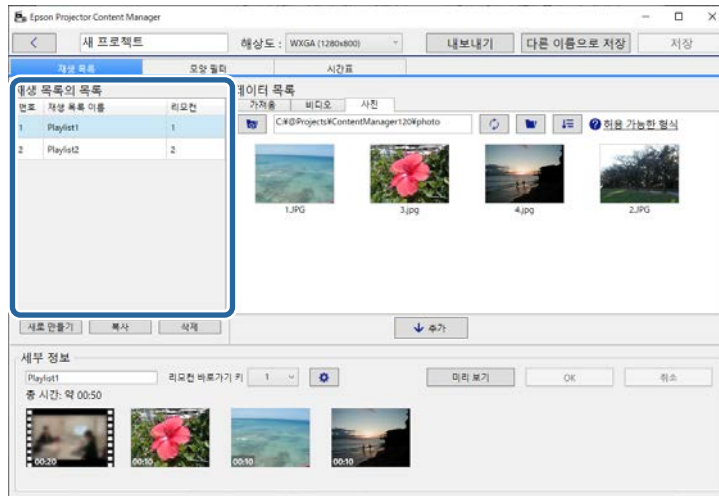 Epson Projector Content Manager
새 프로젝트 해상도 : WXGA (1280x800) 내보내기 다른 이름으로 저장 저장
재생 목록 모양 필터 시간표
재생 목록의 목록 데이터 목록
번호 재생 목록 이름 리모컨 가져옴 비디오 사진
1 Playlist1 1 C:₩@Projects₩ContentManager120₩photo 허용 가능한 형식
2 Playlist2 2
1.JPG 3.jpg 4.jpg 2.JPG
새로 만들기 복사 삭제 추가
세부 정보
Playlist1 리모컨 바로가기 키 1 미리 보기 OK 취소
총 시간: 약 00:50
00:20 00:10 00:10 00:10